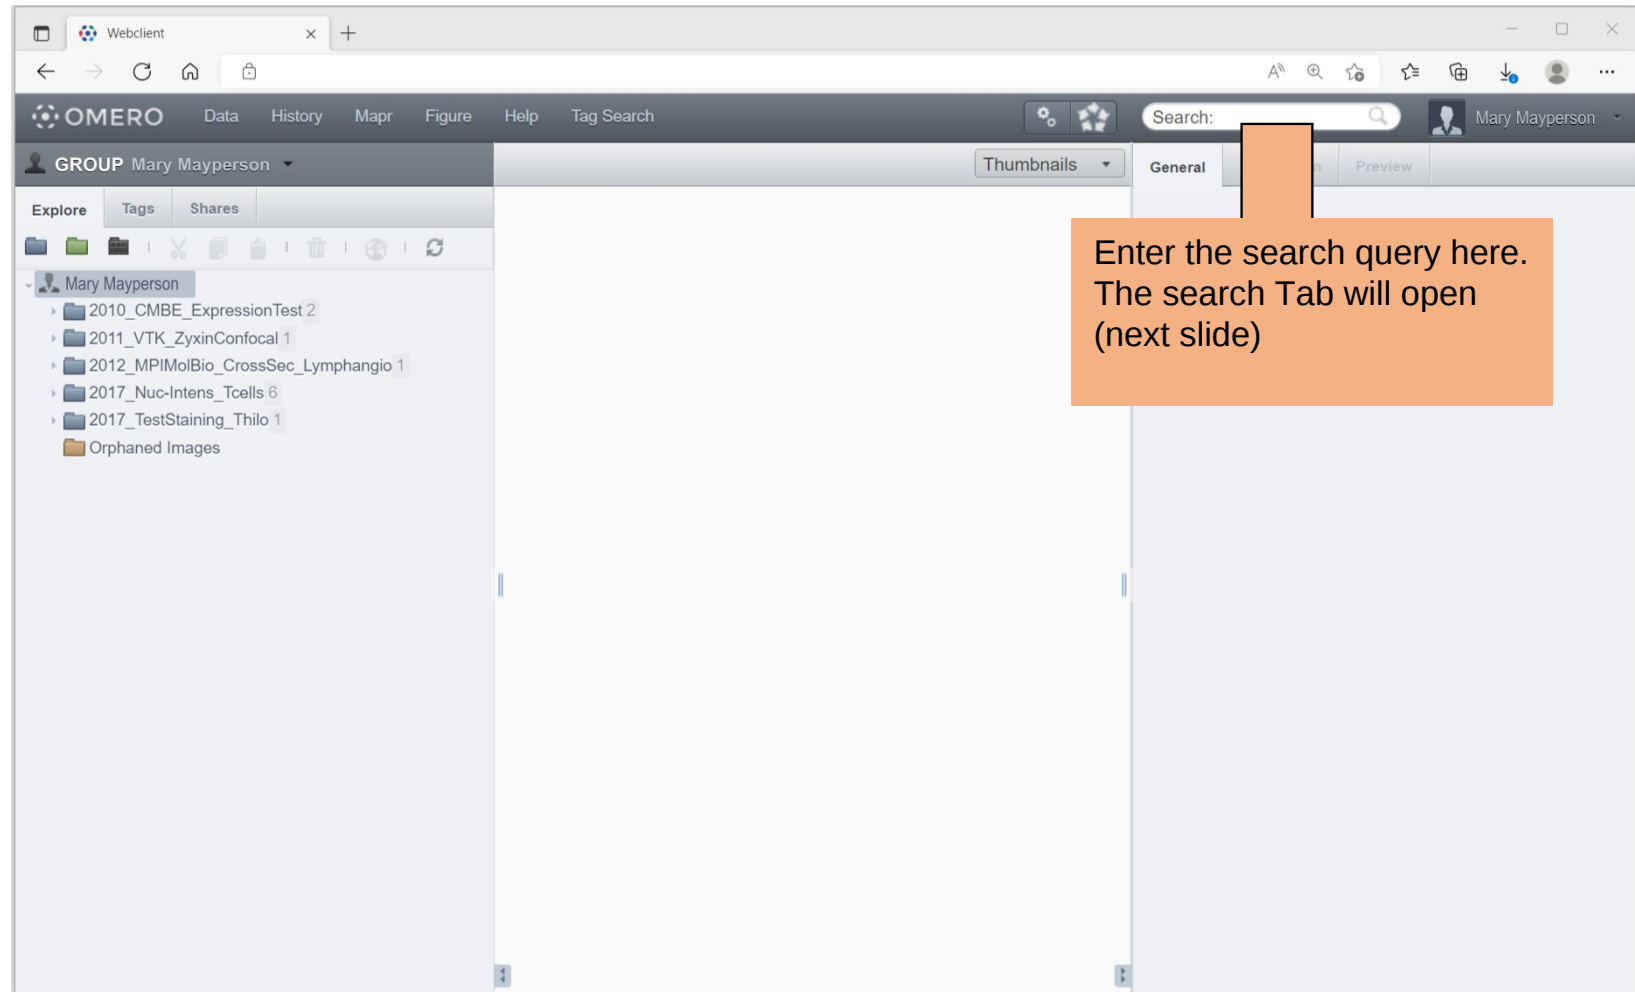 Webclient
OMERO Data History Mapr Figure Help Tag Search Search: Mary Mayperson
GROUP Mary Mayperson Thumbnails General Preview
Explore Tags Shares
Mary Mayperson
2010_CMBE_ExpressionTest 2
2011_VTK_ZyxinConfocal 1
2012_MPIMolBio_CrossSec_Lymphangio 1
2017_Nuc-Intens_Tcells 6
2017_TestStaining_Thilo 1
Orphaned Images
Enter the search query here.
The search Tab will open
(next slide)